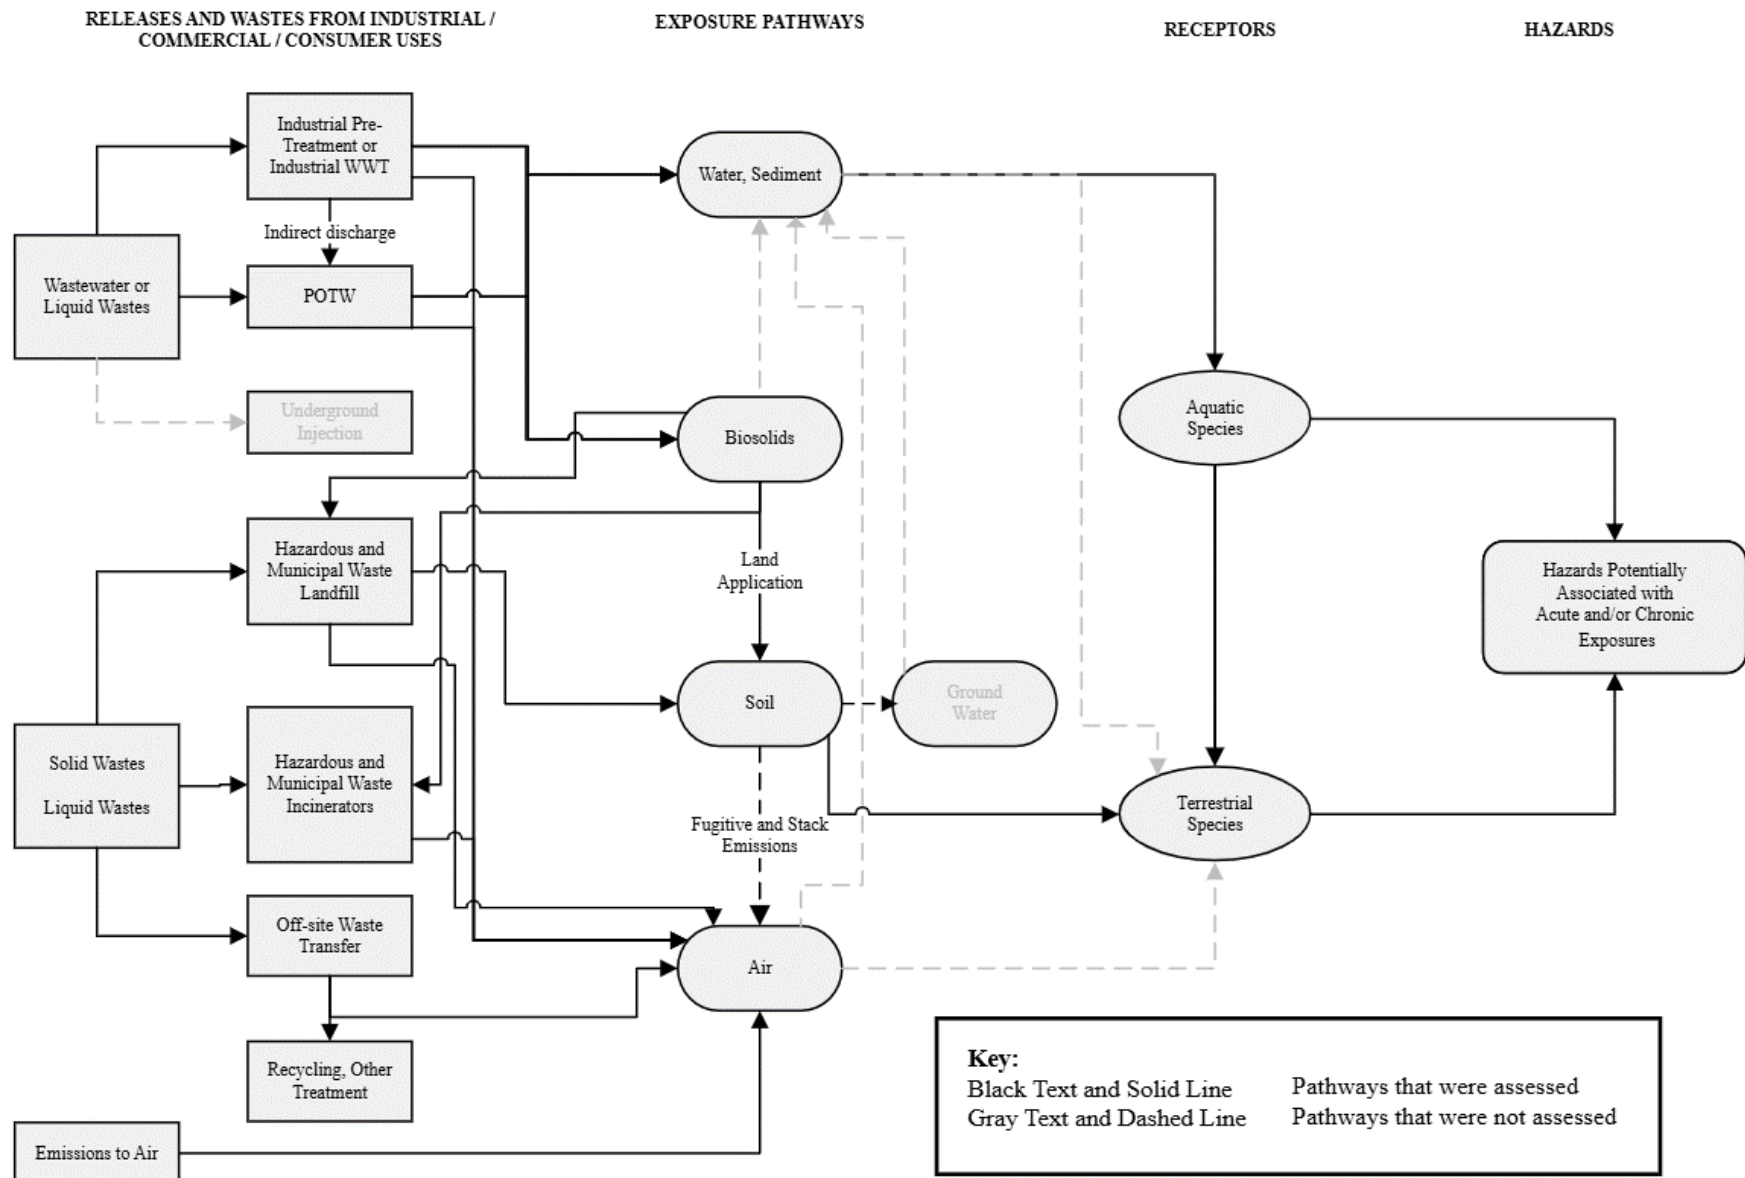 RELEASES AND WASTES FROM INDUSTRIAL /
COMMERCIAL / CONSUMER USES
EXPOSURE PATHWAYS
RECEPTORS
HAZARDS
Industrial Pre-
Treatment or
Industrial WWT
Indirect discharge
Wastewater or
Liquid Wastes
POTW
Underground
Injection
Hazardous and
Municipal Waste
Landfill
Solid Wastes
Liquid Wastes
Hazardous and
Municipal Waste
Incinerators
Off-site Waste
Transfer
Recycling, Other
Treatment
Emissions to Air
Water, Sediment
Biosolids
Land
Application
Soil
Ground
Water
Fugitive and Stack
Emissions
Air
Aquatic
Species
Terrestrial
Species
Hazards Potentially
Associated with
Acute and/or Chronic
Exposures
Key:
Black Text and Solid Line Pathways that were assessed
Gray Text and Dashed Line Pathways that were not assessed